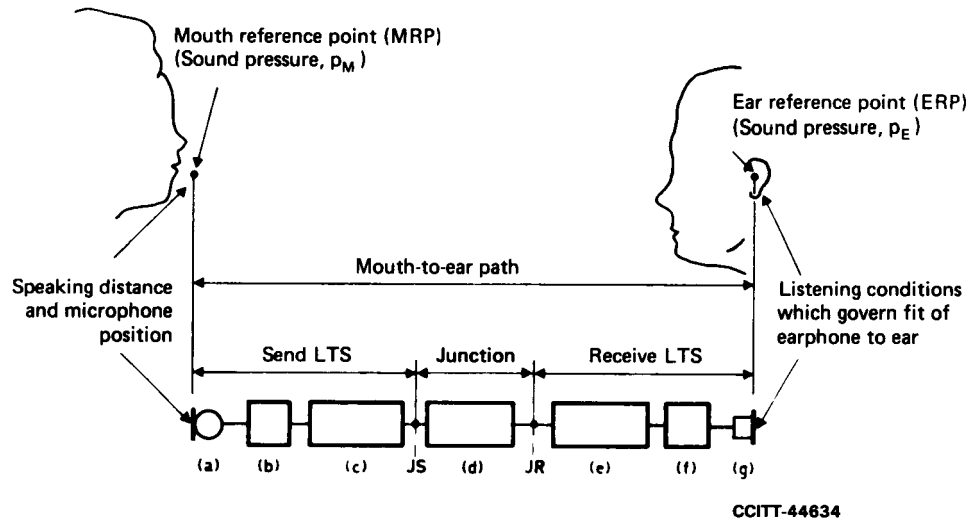 Mouth reference point (MRP)
(Sound pressure, pM)
Ear reference point (ERP)
(Sound pressure, pE)
Mouth-to-ear path
Speaking distance
and microphone
position
Listening conditions
which govern fit of
earphone to ear
Send LTS
Junction
Receive LTS
(a) (b) (c) JS (d) JR (e) (f) (g)
CCITT-44634